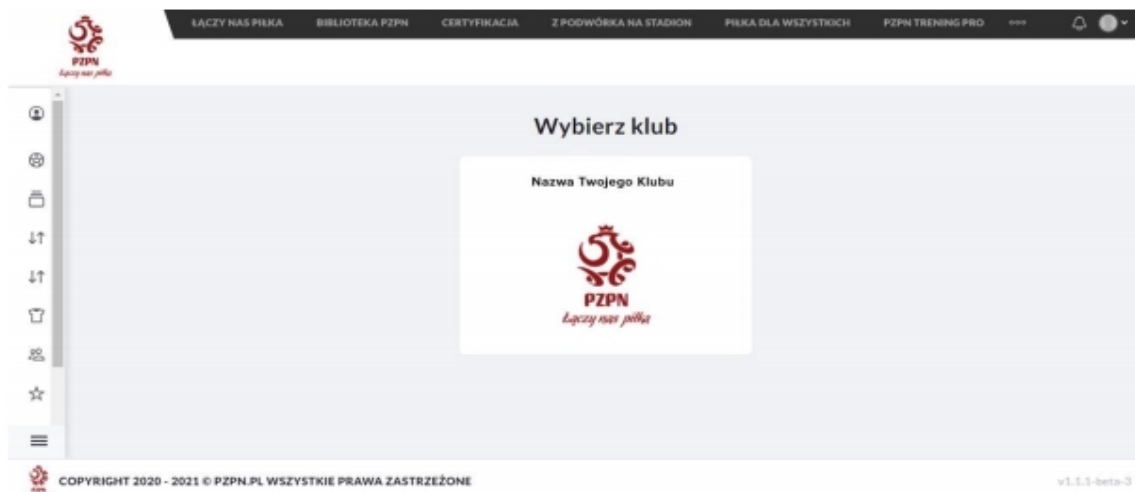 ŁĄCZY NAS PIŁKA BIBLIOTEKA PZPN CERTYFIKACJA Z PODWÓRKA NA STADION PIŁKA DLA WSZYSTKICH PZPN TRENING PRO
PZPN
Łączy nas piłka
Wybierz klub
Nazwa Twojego Klubu
PZPN
Łączy nas piłka
COPYRIGHT 2020 - 2021 © PZPN.PL WSZYSTKIE PRAWA ZASTRZEŻONE v1.1.1-beta-3